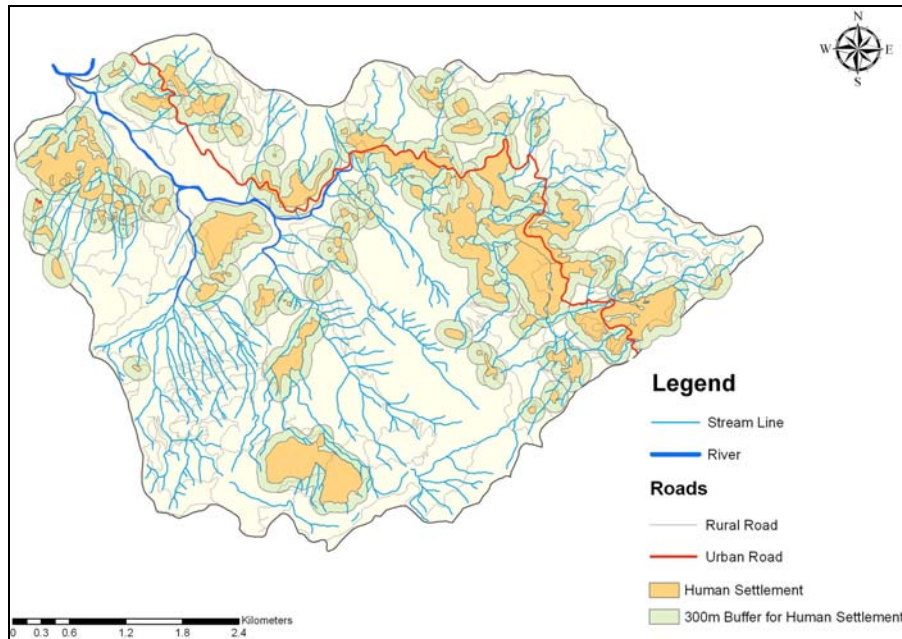 N
W E
S
Legend
Stream Line
River
Roads
Rural Road
Urban Road
Human Settlement
300m Buffer for Human Settlement
Kilometers
0 0.3 0.6 1.2 1.8 2.4